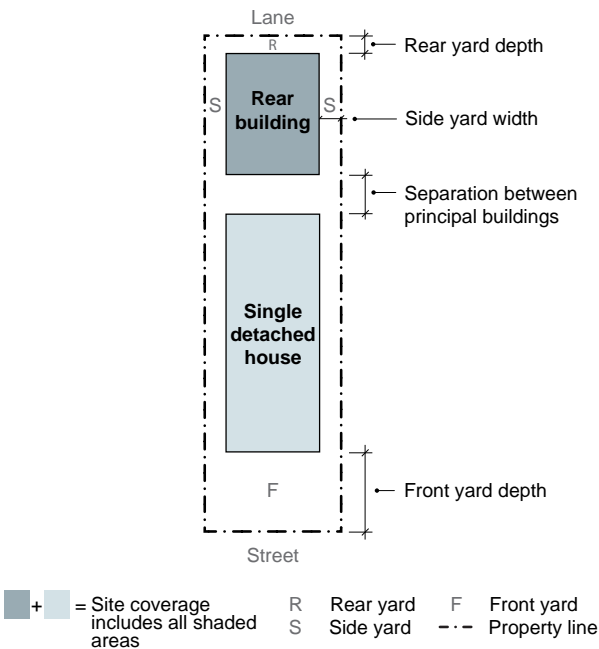 Lane
R
Rear yard depth
Rear
building
S
S
Side yard width
Separation between
principal buildings
Single
detached
house
F
Front yard depth
Street
+ = Site coverage
includes all shaded
areas
R Rear yard
S Side yard
F Front yard
Property line